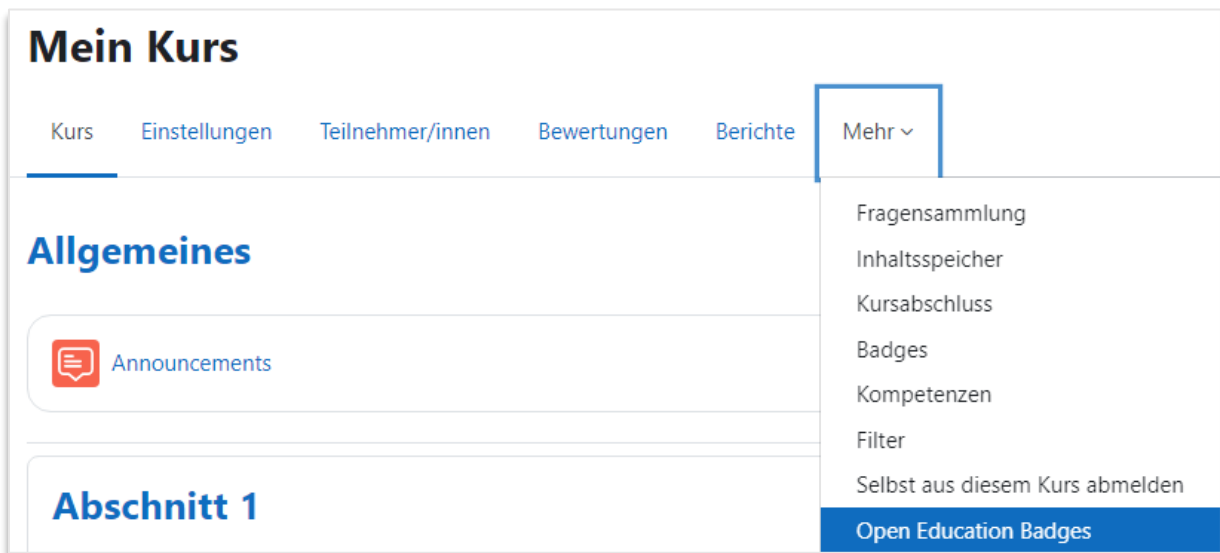 Mein Kurs
Kurs Einstellungen Teilnehmer/innen Bewertungen Berichte Mehr
Fragensammlung
Allgemeines
Inhaltsspeicher
Kursabschluss
Announcements
Badges
Kompetenzen
Filter
Selbst aus diesem Kurs abmelden
Abschnitt 1
Open Education Badges